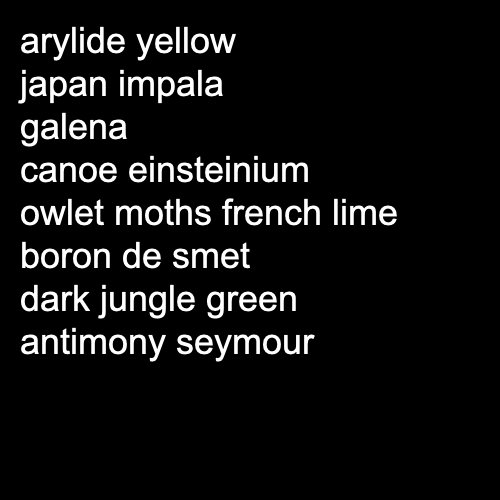 arylide yellow
japan impala
galena
canoe einsteinium
owlet moths french lime
boron de smet
dark jungle green
antimony seymour